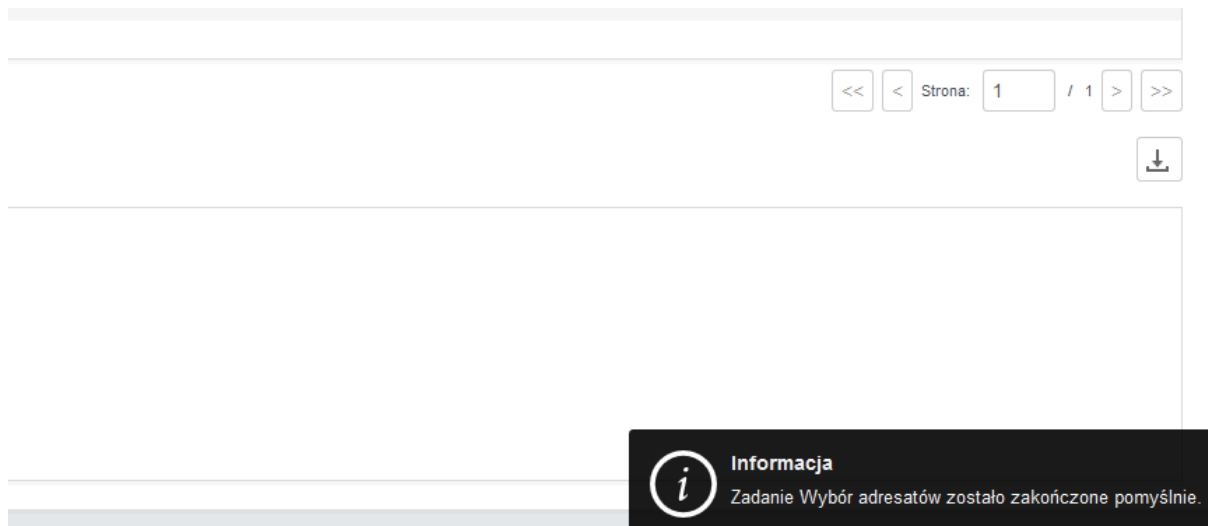 << < Strona: 1 / 1 > >>
Informacja
Zadanie Wybór adresatów zostało zakończone pomyślnie.